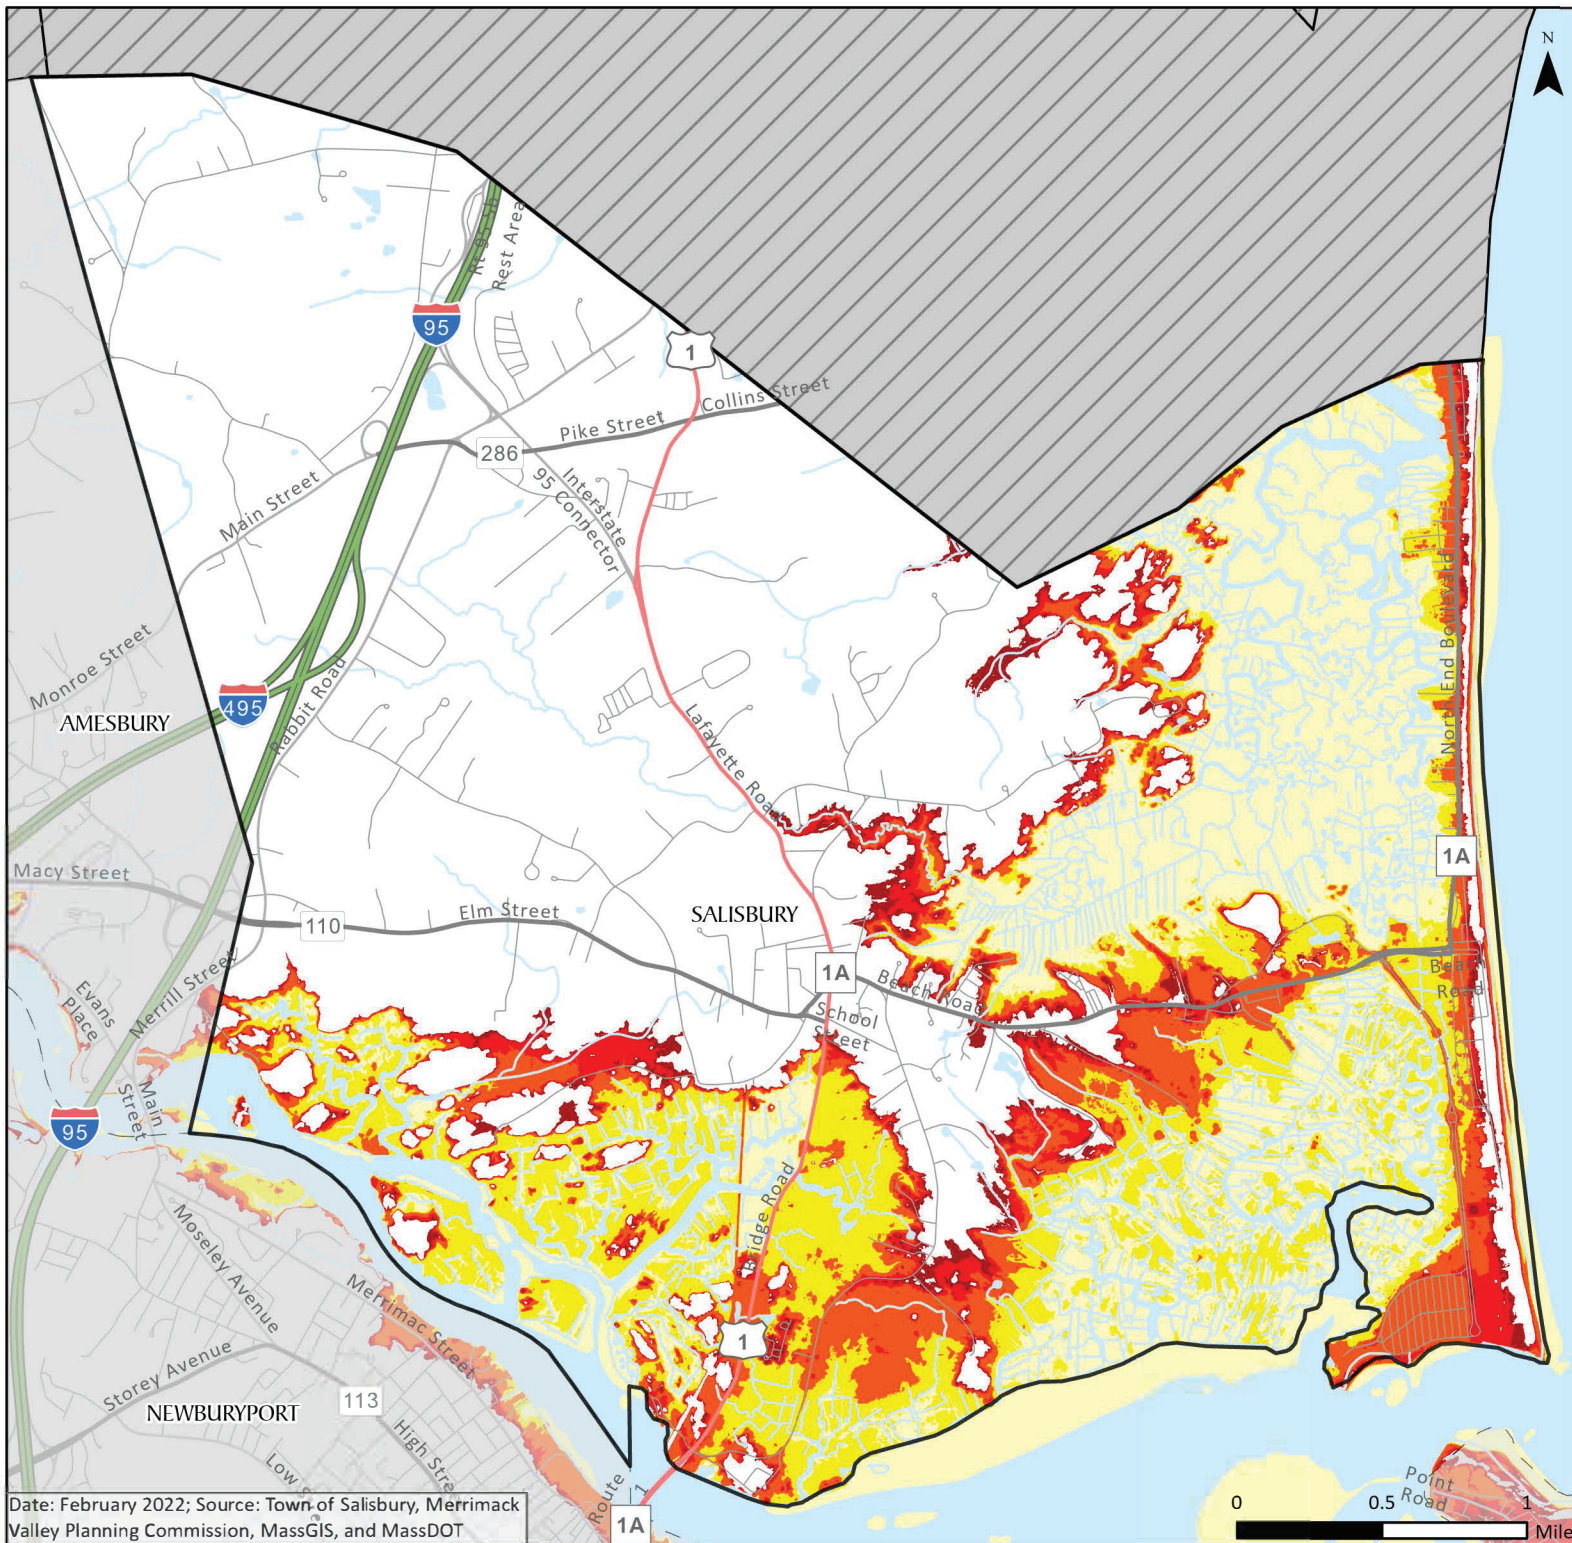 N
Rt 95 Sb
Rest Area
95
1
Collins Street
Pike Street
286
Main Street
Interstate
95 Connector
North End Boulevard
Monroe Street
495
Rabbit Road
AMESBURY
Lafayette Road
1A
Macy Street
Elm Street
SALISBURY
110
Merrill Street
1A
Beach Road
Beach
Road
Evans
Place
School
Street
Main
Street
95
Bridge Road
Moseley Avenue
Merrimac Street
1
Storey Avenue
113
NEWBURYPORT
High Street
Point
Road
Route 1
1A
0 0.5 1
Mile
Date: February 2022; Source: Town of Salisbury, Merrimack
Valley Planning Commission, MassGIS, and MassDOT